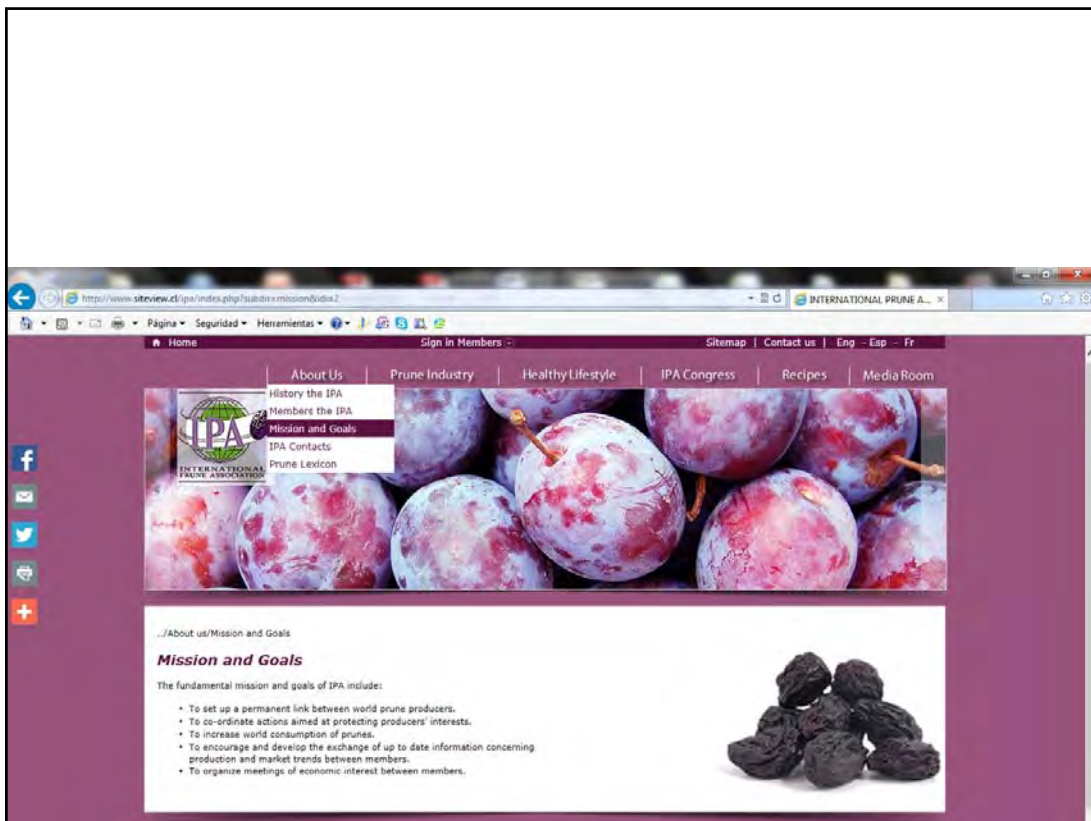 http://www.siteview.cl/ipa/index.php?subdir=mission&idi=2
INTERNATIONAL PRUNE A...
Página Seguridad Herramientas
Home Sign in Members Sitemap | Contact us | Eng - Esp - Fr
About Us | Prune Industry | Healthy Lifestyle | IPA Congress | Recipes | Media Room
History the IPA
Members the IPA
Mission and Goals
IPA Contacts
Prune Lexicon
IPA
INTERNATIONAL
PRUNE ASSOCIATION
../About us/Mission and Goals
Mission and Goals
The fundamental mission and goals of IPA include:
• To set up a permanent link between world prune producers.
• To co-ordinate actions aimed at protecting producers' interests.
• To increase world consumption of prunes.
• To encourage and develop the exchange of up to date information concerning
production and market trends between members.
• To organize meetings of economic interest between members.